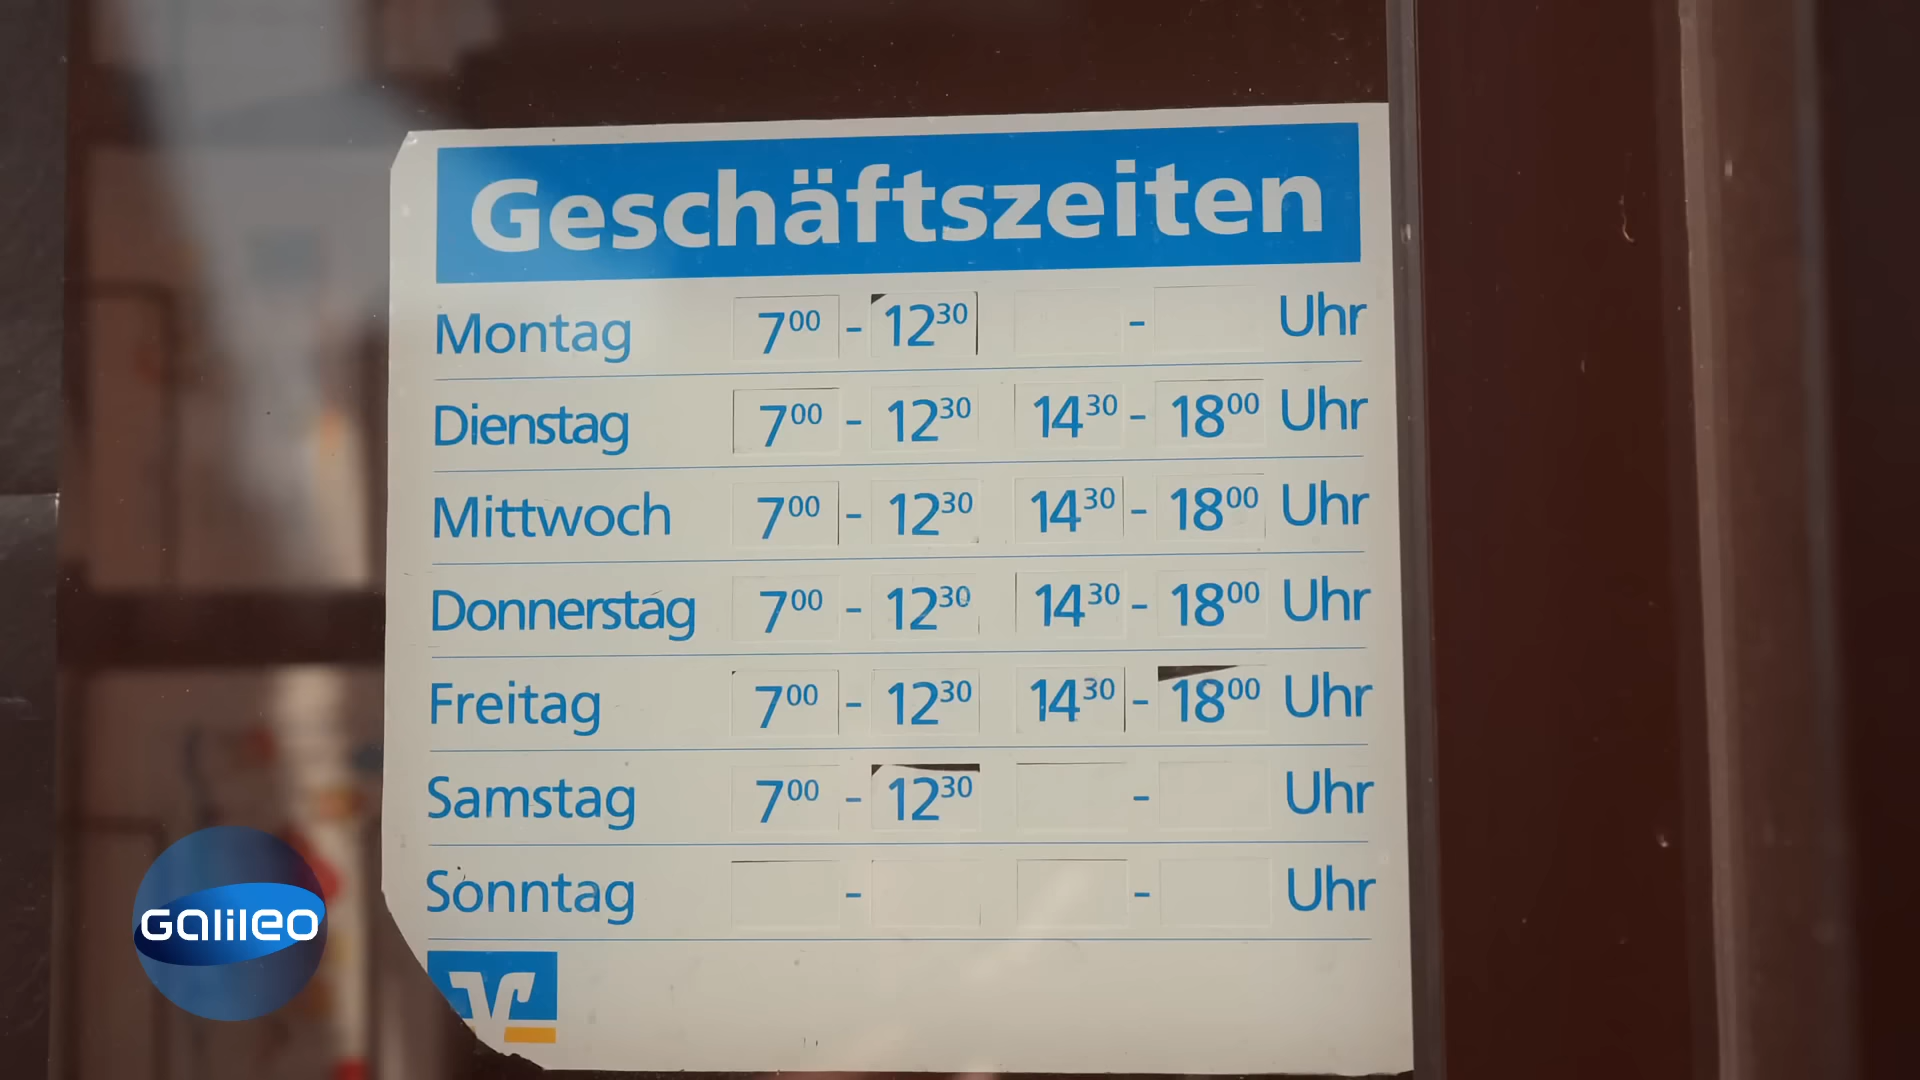 Geschäftszeiten
Montag 7⁰⁰ - 12³⁰ - Uhr
Dienstag 7⁰⁰ - 12³⁰ 14³⁰ - 18⁰⁰ Uhr
Mittwoch 7⁰⁰ - 12³⁰ 14³⁰ - 18⁰⁰ Uhr
Donnerstag 7⁰⁰ - 12³⁰ 14³⁰ - 18⁰⁰ Uhr
Freitag 7⁰⁰ - 12³⁰ 14³⁰ - 18⁰⁰ Uhr
Samstag 7⁰⁰ - 12³⁰ - Uhr
Sonntag - - Uhr
Galileo